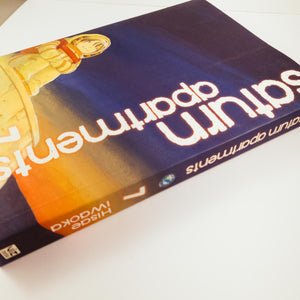 saturn
apartments
7
saturn apartments
7
Hisae
Iwaoka